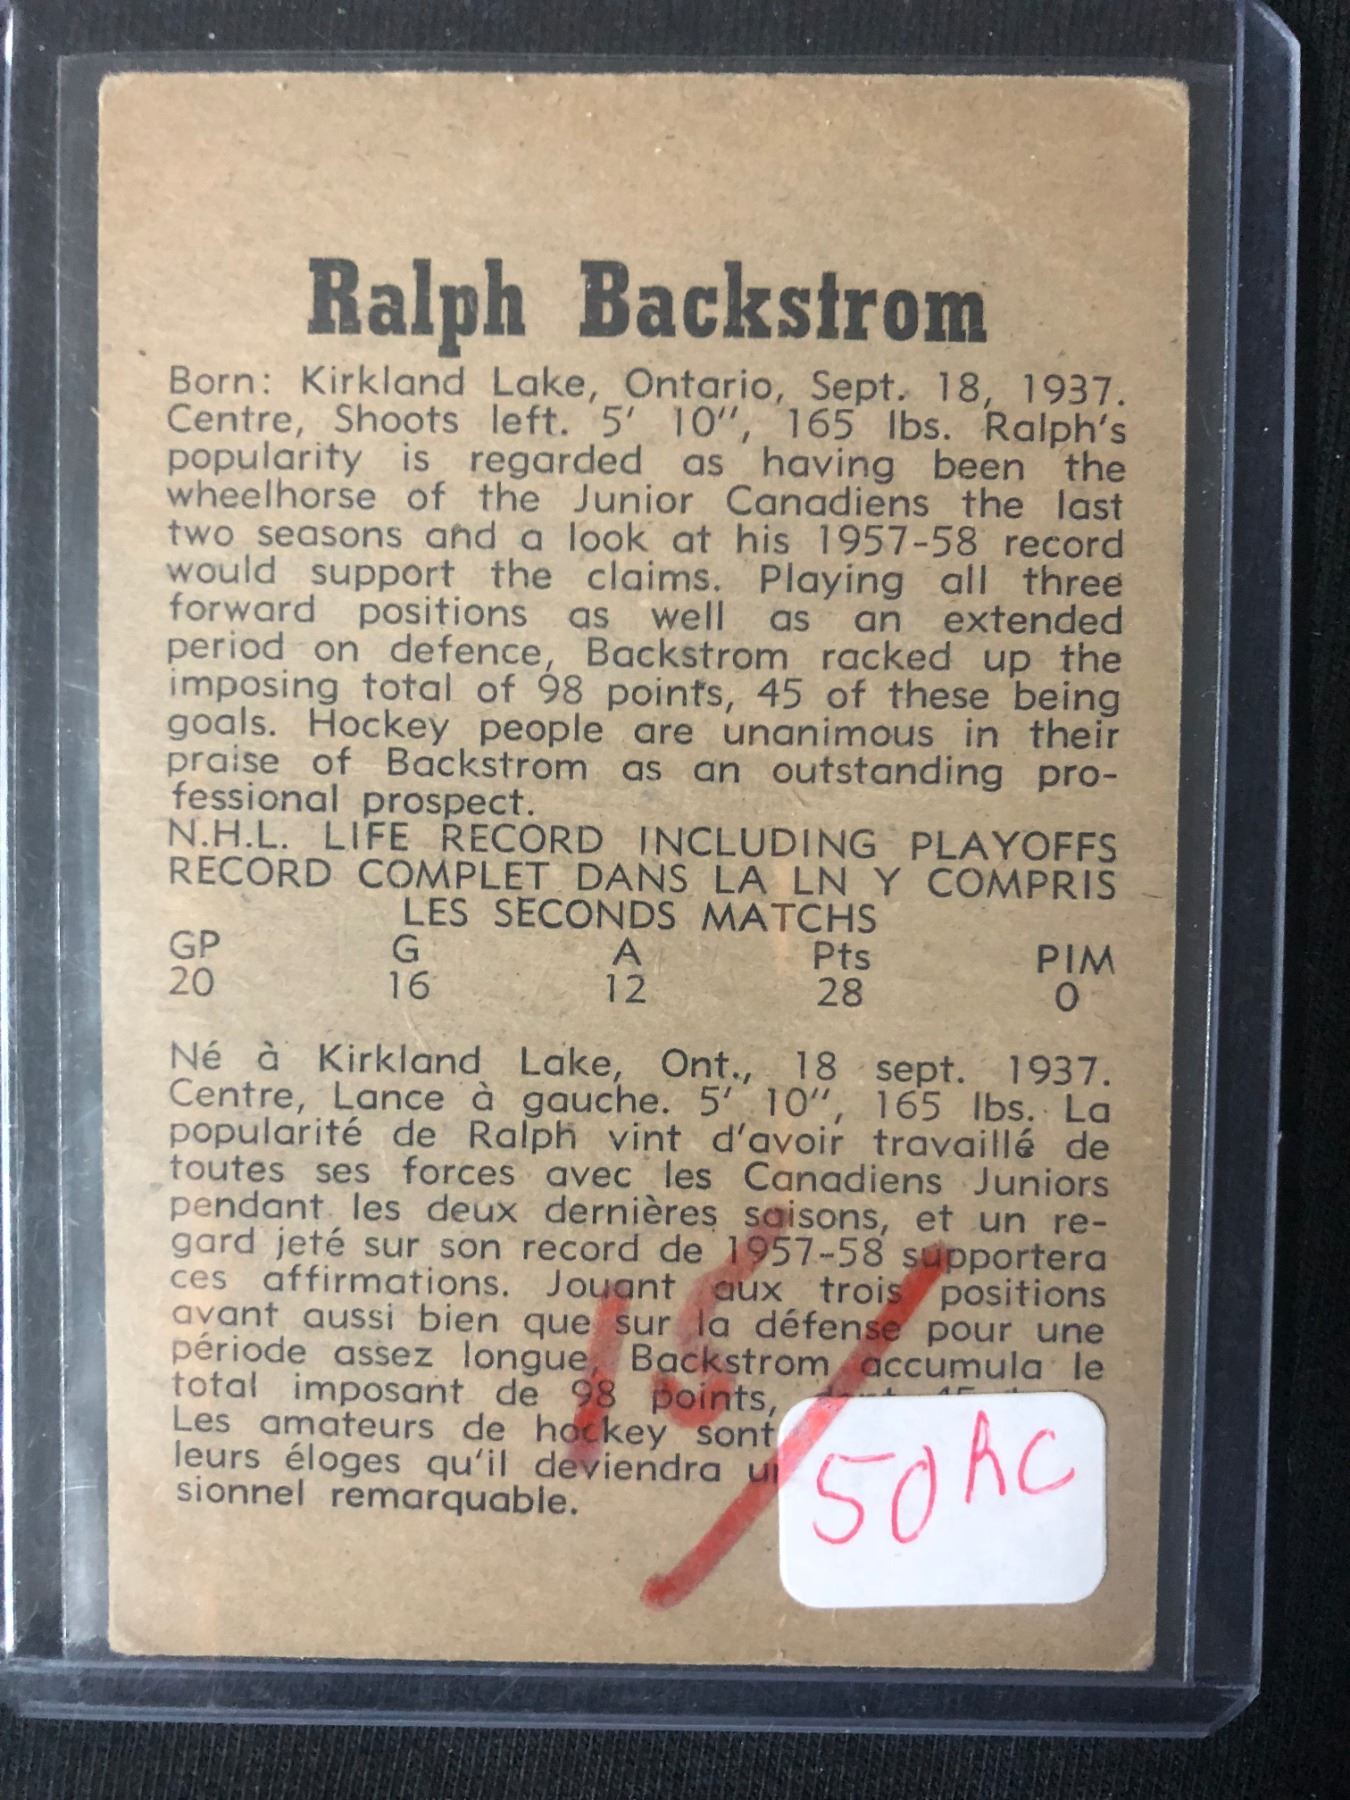 Ralph Backstrom
Born: Kirkland Lake, Ontario, Sept. 18, 1937.
Centre, Shoots left. 5' 10", 165 lbs. Ralph's
popularity is regarded as having been the
wheelhorse of the Junior Canadiens the last
two seasons and a look at his 1957-58 record
would support the claims. Playing all three
forward positions as well as an extended
period on defence, Backstrom racked up the
imposing total of 98 points, 45 of these being
goals. Hockey people are unanimous in their
praise of Backstrom as an outstanding pro-
fessional prospect.
N.H.L. LIFE RECORD INCLUDING PLAYOFFS
RECORD COMPLET DANS LA LN Y COMPRIS
LES SECONDS MATCHS
GP G A Pts PIM
20 16 12 28 0
Né à Kirkland Lake, Ont., 18 sept. 1937.
Centre, Lance à gauche. 5' 10", 165 lbs. La
popularité de Ralph vint d'avoir travaillé de
toutes ses forces avec les Canadiens Juniors
pendant les deux dernières saisons, et un re-
gard jeté sur son record de 1957-58 supportera
ces affirmations. Jouant aux trois positions
avant aussi bien que sur la défense pour une
période assez longue, Backstrom accumula le
total imposant de 98 points,
Les amateurs de hockey sont
leurs éloges qu'il deviendra
sionnel remarquable.
15/
50 RC